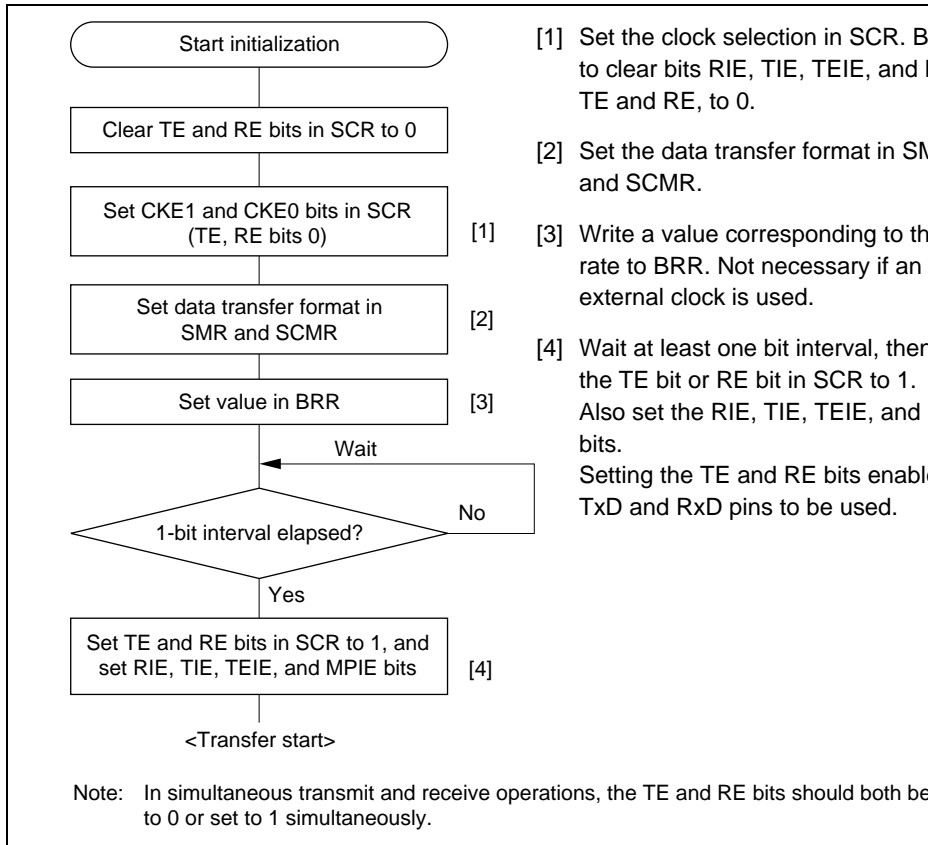 Start initialization
Clear TE and RE bits in SCR to 0
Set CKE1 and CKE0 bits in SCR
(TE, RE bits 0)
[1]
Set data transfer format in
SMR and SCMR
[2]
Set value in BRR
[3]
Wait
1-bit interval elapsed?
No
Yes
Set TE and RE bits in SCR to 1, and
set RIE, TIE, TEIE, and MPIE bits
[4]
<Transfer start>
[1] Set the clock selection in SCR.
to clear bits RIE, TIE, TEIE, and
TE and RE, to 0.
[2] Set the data transfer format in
and SCMR.
[3] Write a value corresponding to
rate to BRR. Not necessary if an
external clock is used.
[4] Wait at least one bit interval,
the TE bit or RE bit in SCR to 1.
Also set the RIE, TIE, TEIE, and
bits.
Setting the TE and RE bits
TxD and RxD pins to be used.
Note: In simultaneous transmit and receive operations, the TE and RE bits should both be
to 0 or set to 1 simultaneously.